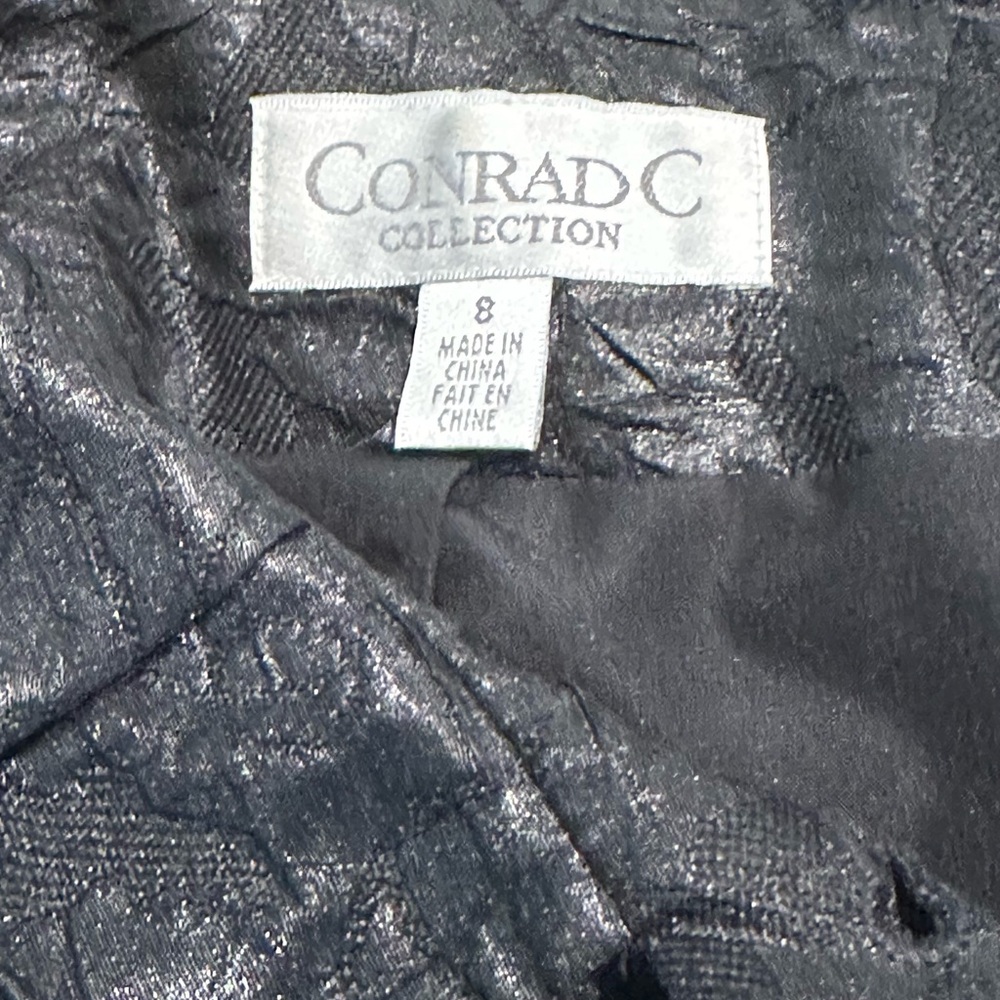 CONRAD C
COLLECTION
8
MADE IN
CHINA
FAIT EN
CHINE